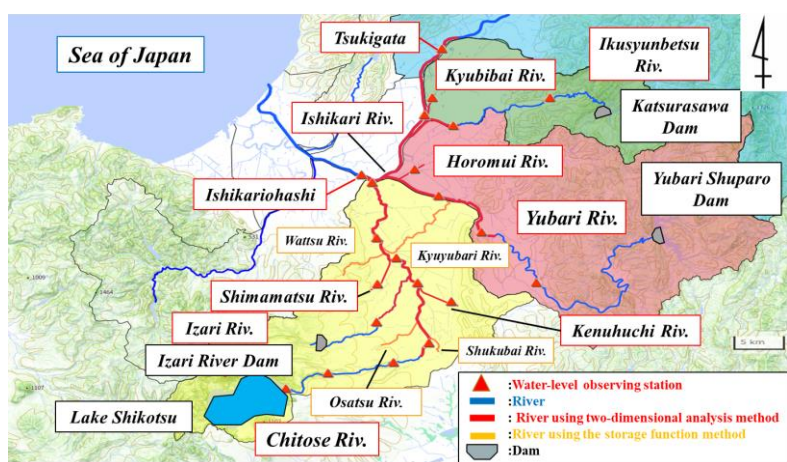 Sea of Japan
Tsukigata
Ikusyunbetsu
Riv.
Kyubibai Riv.
Katsurasawa
Dam
Ishikari Riv.
Horomui Riv.
Yubari Shuparo
Dam
Ishikariohashi
Yubari Riv.
Wattsu Riv.
Kyuyubari Riv.
Shimamatsu Riv.
Izari Riv.
Kenuhuchi Riv.
Izari River Dam
Shukubai Riv.
5 km
Osatsu Riv.
Lake Shikotsu
Chitose Riv.
:Water-level observing station
:River
: River using two-dimensional analysis method
:River using the storage function method
:Dam